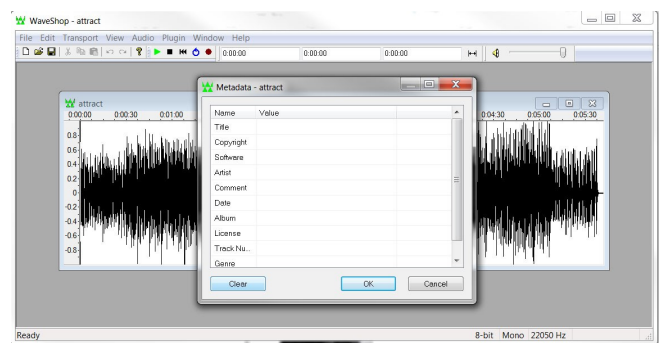 WaveShop - attract
File Edit Transport View Audio Plugin Window Help
0:00:00 0:00:00 0:00:00
Metadata - attract
attract
0:00:00 0:00:30 0:01:00 0:04:30 0:05:00 0:05:30
0.8
0.6
0.4
0.2
0
-0.2
-0.4
-0.6
-0.8
Name Value
Title
Copyright
Software
Artist
Comment
Date
Album
License
Track Nu...
Genre
Clear OK Cancel
Ready 8-bit Mono 22050 Hz